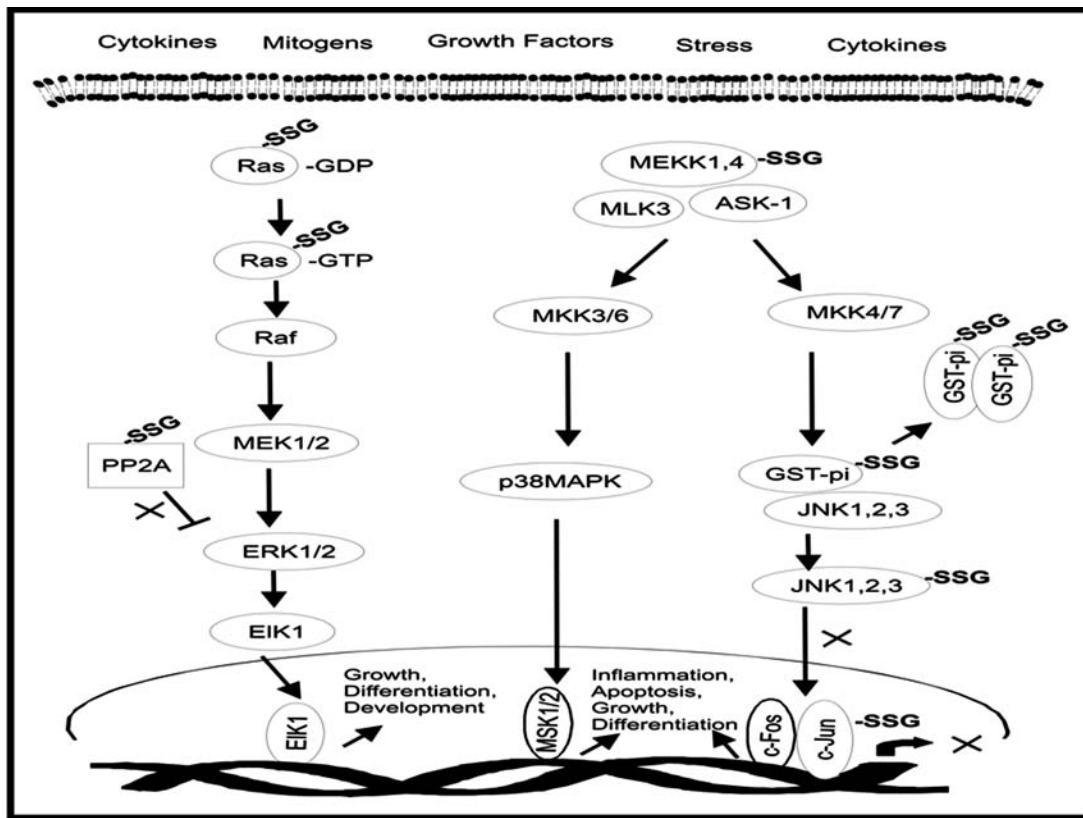 Cytokines Mitogens Growth Factors Stress Cytokines
-SSG
Ras -GDP
MEKK1,4 -SSG
MLK3 ASK-1
-SSG
Ras -GTP
MKK3/6 MKK4/7
Raf
-SSG -SSG
GST-pi GST-pi
-SSG
PP2A
MEK1/2
p38MAPK
GST-pi -SSG
JNK1,2,3
ERK1/2
JNK1,2,3 -SSG
X
EIK1
X
Growth,
Differentiation,
Development
Inflammation,
Apoptosis,
Growth,
Differentiation
EIK1
MSK1/2
c-Fos
c-Jun
-SSG
X